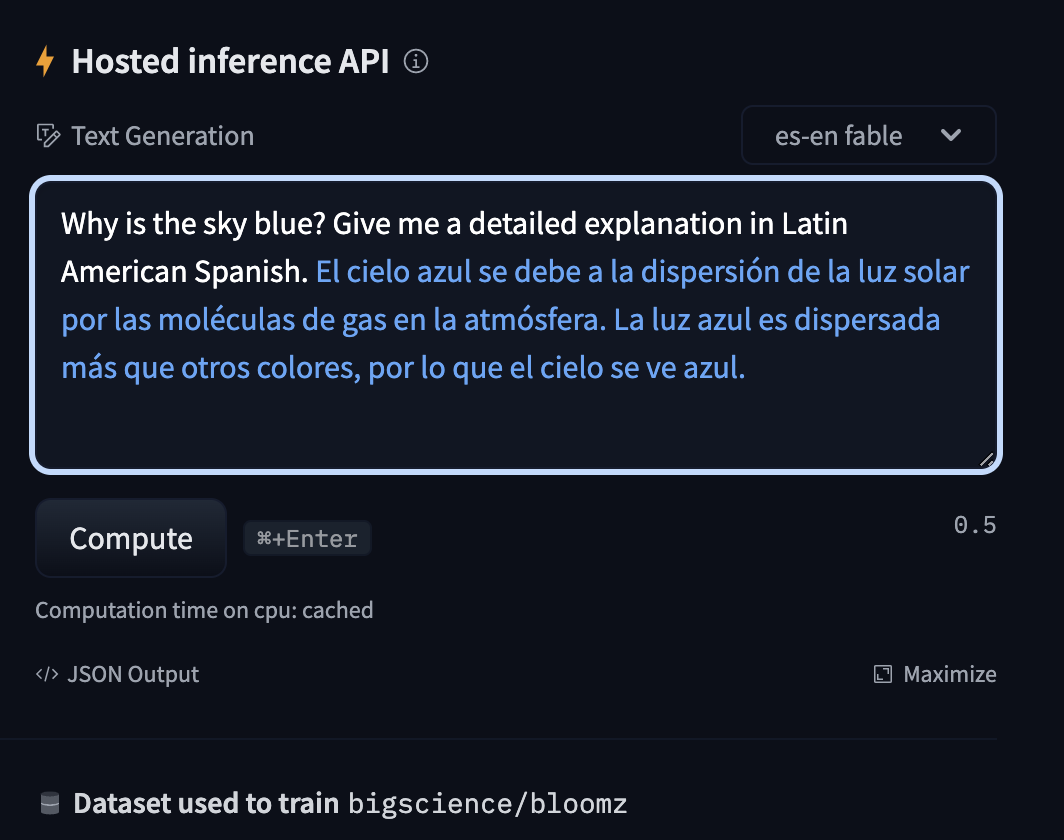 Hosted inference API
Text Generation
es-en fable
Why is the sky blue? Give me a detailed explanation in Latin
American Spanish. El cielo azul se debe a la dispersión de la luz solar
por las moléculas de gas en la atmósfera. La luz azul es dispersada
más que otros colores, por lo que el cielo se ve azul.
Compute
⌘+Enter
0.5
Computation time on cpu: cached
</> JSON Output
Maximize
Dataset used to train bigscience/bloomz